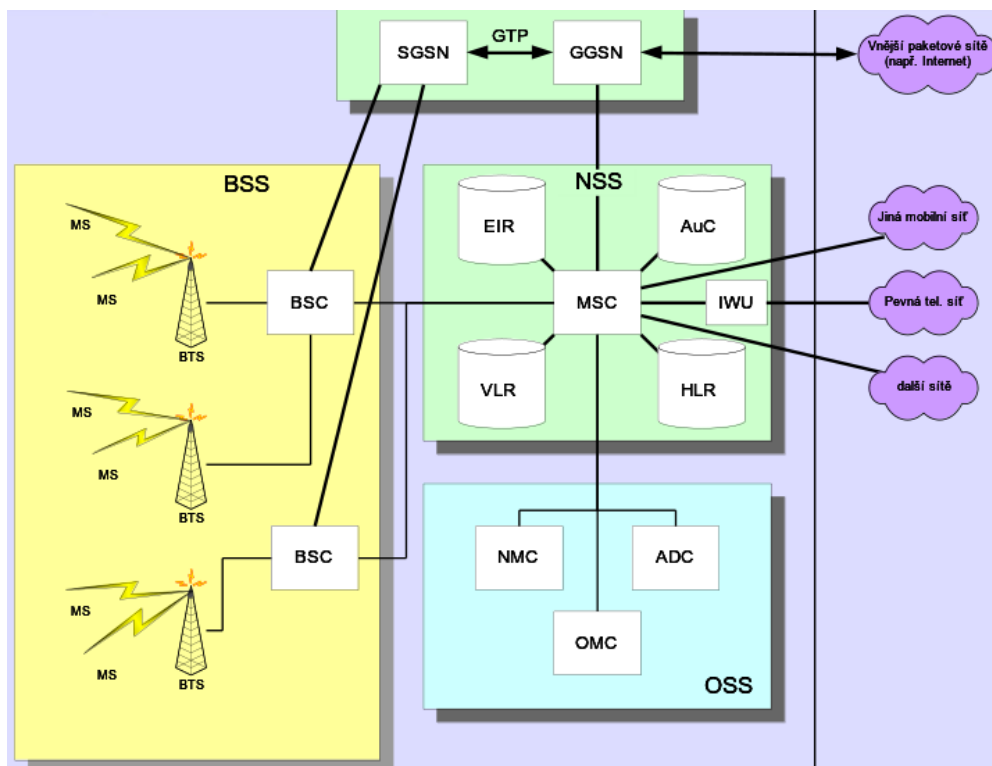 SGSN
GTP
GGSN
Vnější paketové sítě
(např. Internet)
BSS
MS
MS
BTS
BSC
MS
MS
BTS
BSC
MS
MS
BTS
NSS
EIR
AuC
MSC
IWU
VLR
HLR
Jiná mobilní síť
Pevná tel. síť
další sítě
NMC
ADC
OMC
OSS